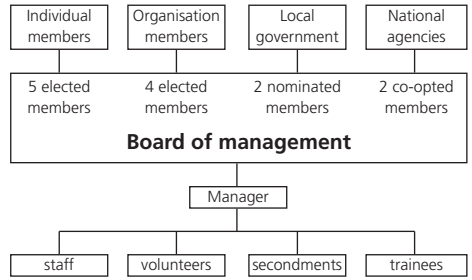 Individual
members
Organisation
members
Local
government
National
agencies
5 elected
members
4 elected
members
2 nominated
members
2 co-opted
members
Board of management
Manager
staff
volunteers
secondments
trainees